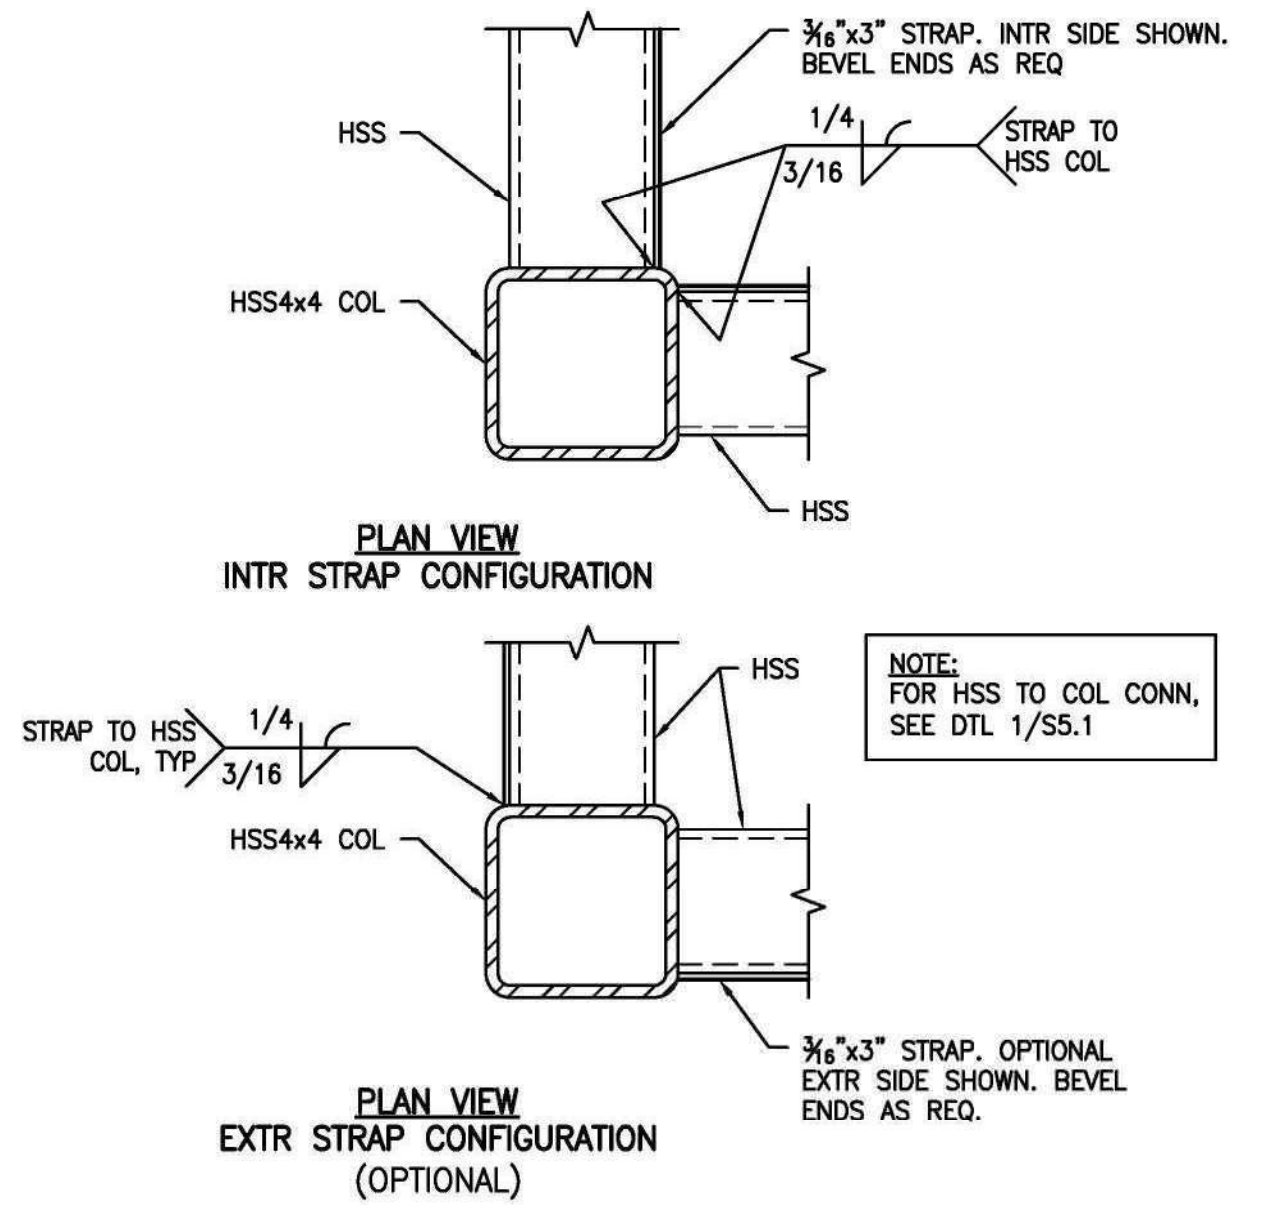 3/16"x3" STRAP. INTR SIDE SHOWN.
BEVEL ENDS AS REQ
HSS
1/4
3/16
STRAP TO
HSS COL
HSS4x4 COL
HSS
PLAN VIEW
INTR STRAP CONFIGURATION
HSS
NOTE:
FOR HSS TO COL CONN,
SEE DTL 1/S5.1
STRAP TO HSS
COL, TYP
1/4
3/16
HSS4x4 COL
3/16"x3" STRAP. OPTIONAL
EXTR SIDE SHOWN. BEVEL
ENDS AS REQ.
PLAN VIEW
EXTR STRAP CONFIGURATION
(OPTIONAL)